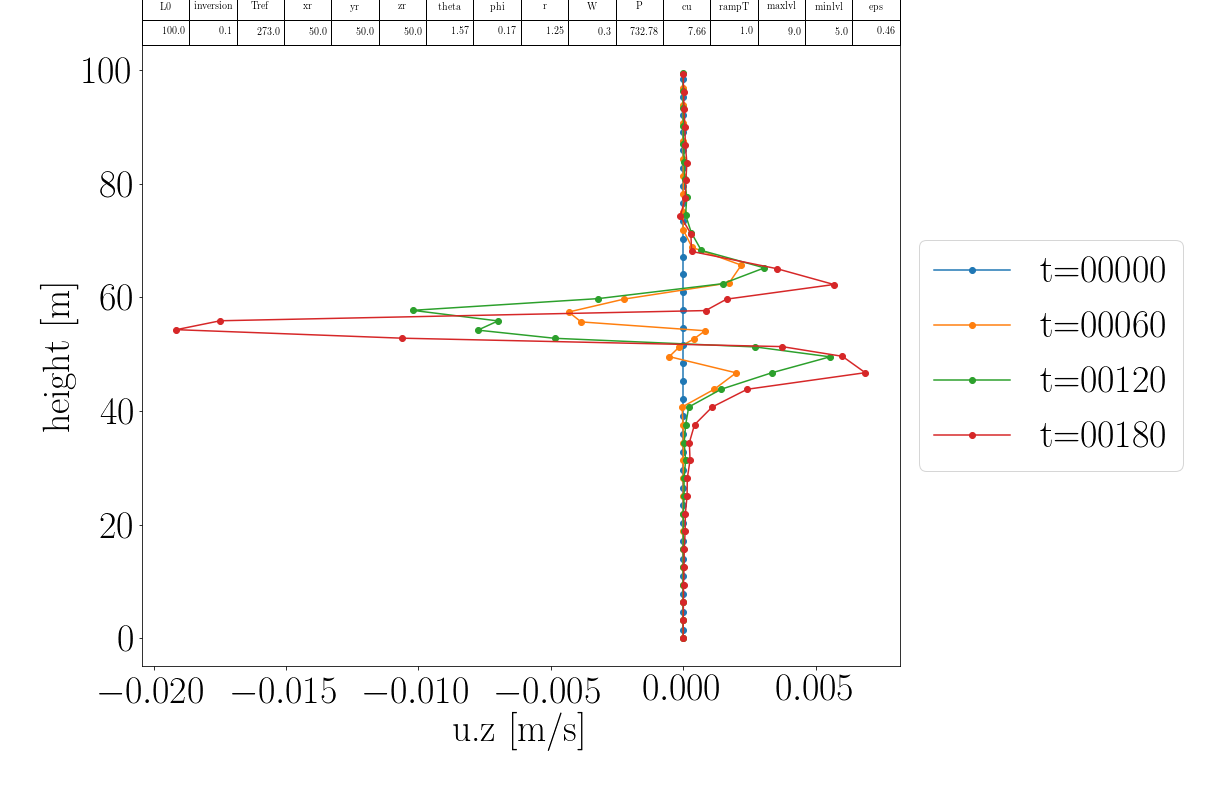 L0 inversion Tref xr yr zr theta phi r W P cu rampT maxlvl minlvl eps
100.0 0.1 273.0 50.0 50.0 50.0 1.57 0.17 1.25 0.3 732.78 7.66 1.0 9.0 5.0 0.46
100
80
60
40
20
0
height [m]
−0.020 −0.015 −0.010 −0.005 0.000 0.005
u.z [m/s]
t=00000
t=00060
t=00120
t=00180